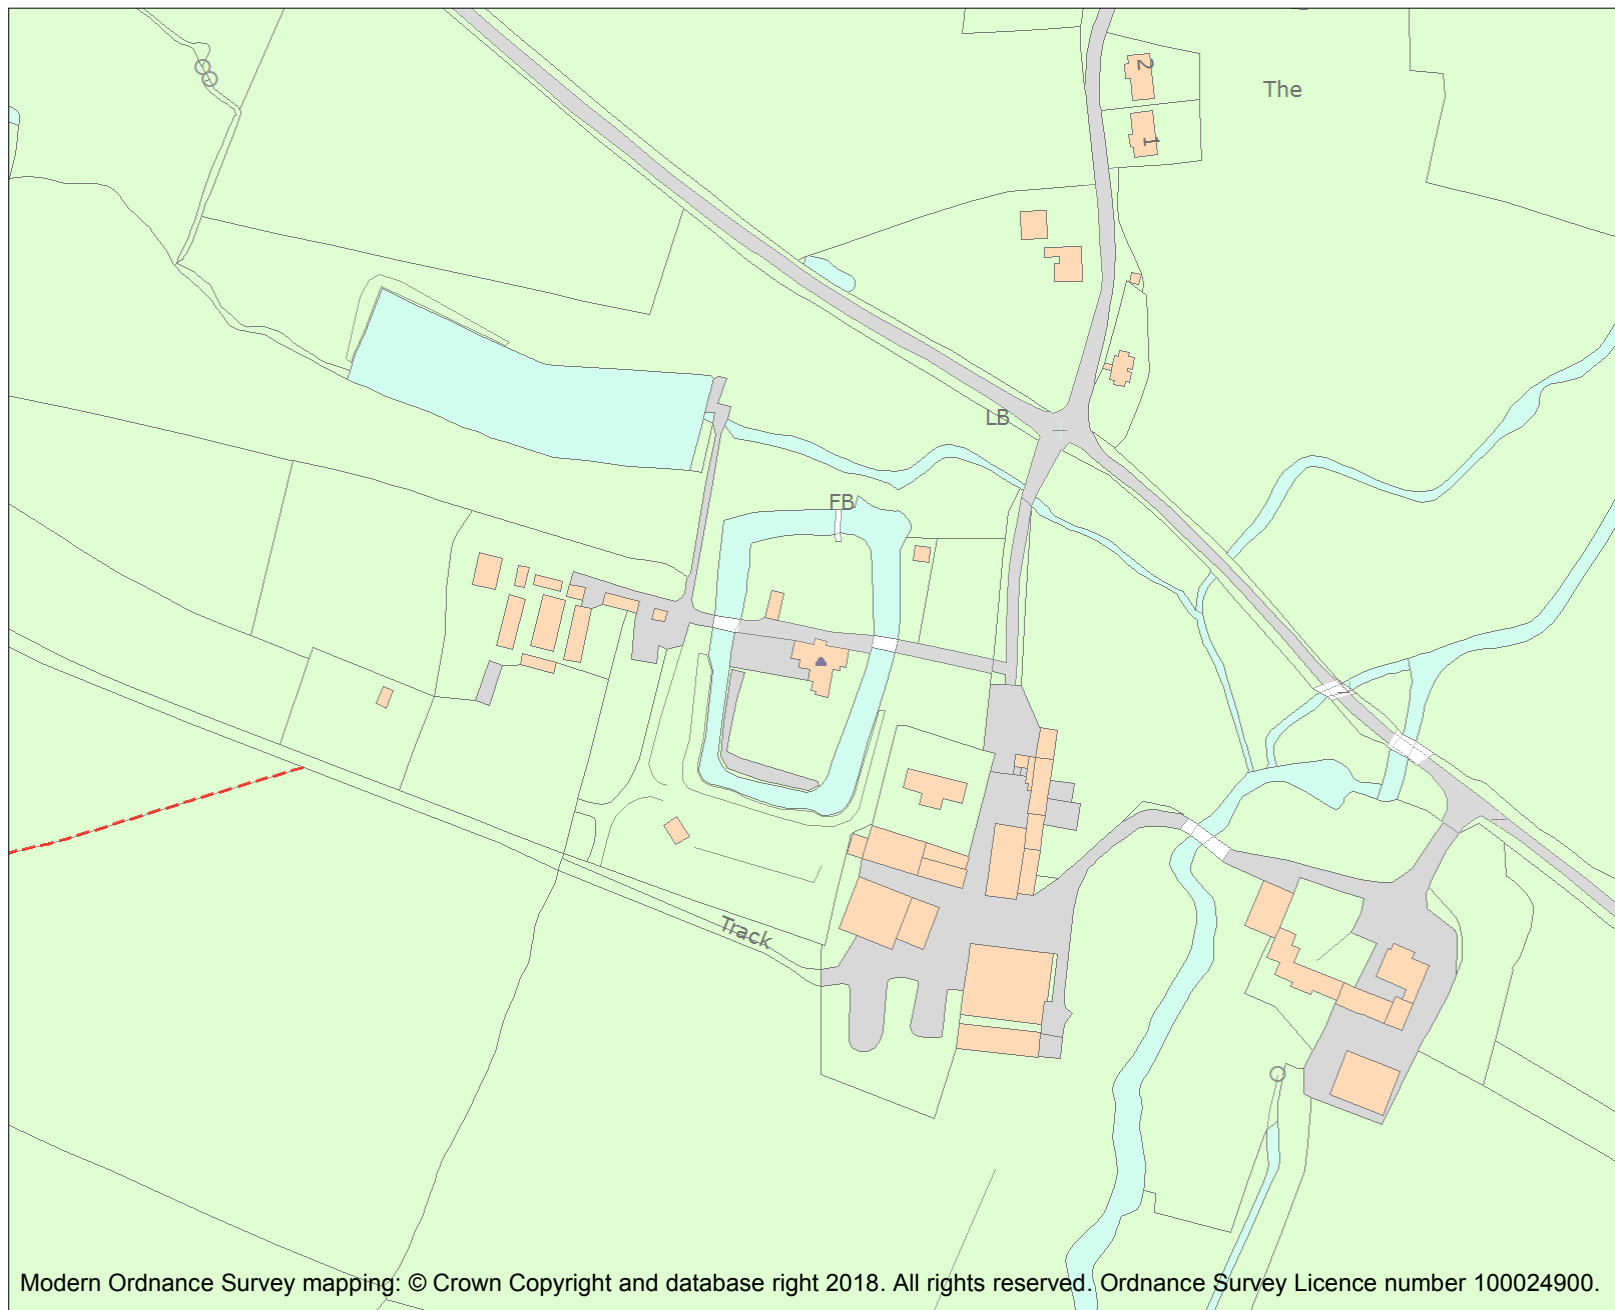 2
The
1
LB
FB
Track
Modern Ordnance Survey mapping: © Crown Copyright and database right 2018. All rights reserved. Ordnance Survey Licence number 100024900.